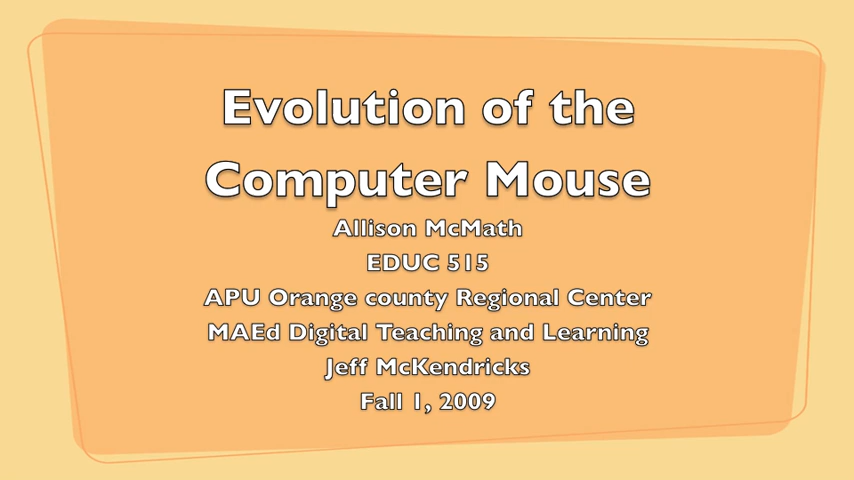 Evolution of the
Computer Mouse
Allison McMath
EDUC 515
APU Orange county Regional Center
MAEd Digital Teaching and Learning
Jeff McKendricks
Fall 1, 2009